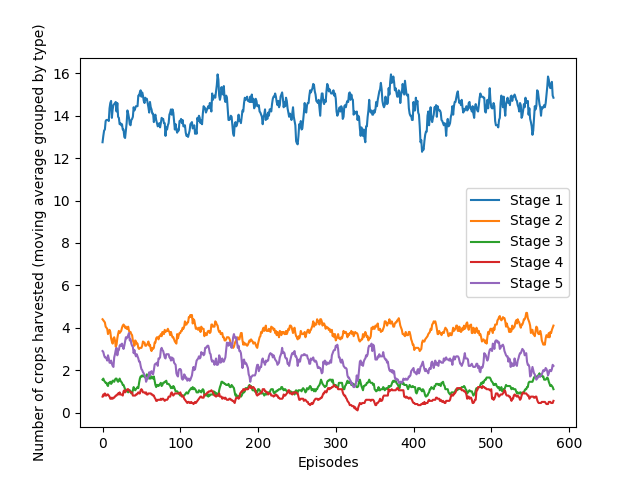 Number of crops harvested (moving average grouped by type)
16
14
12
10
8
6
4
2
0
Stage 1
Stage 2
Stage 3
Stage 4
Stage 5
0 100 200 300 400 500 600
Episodes